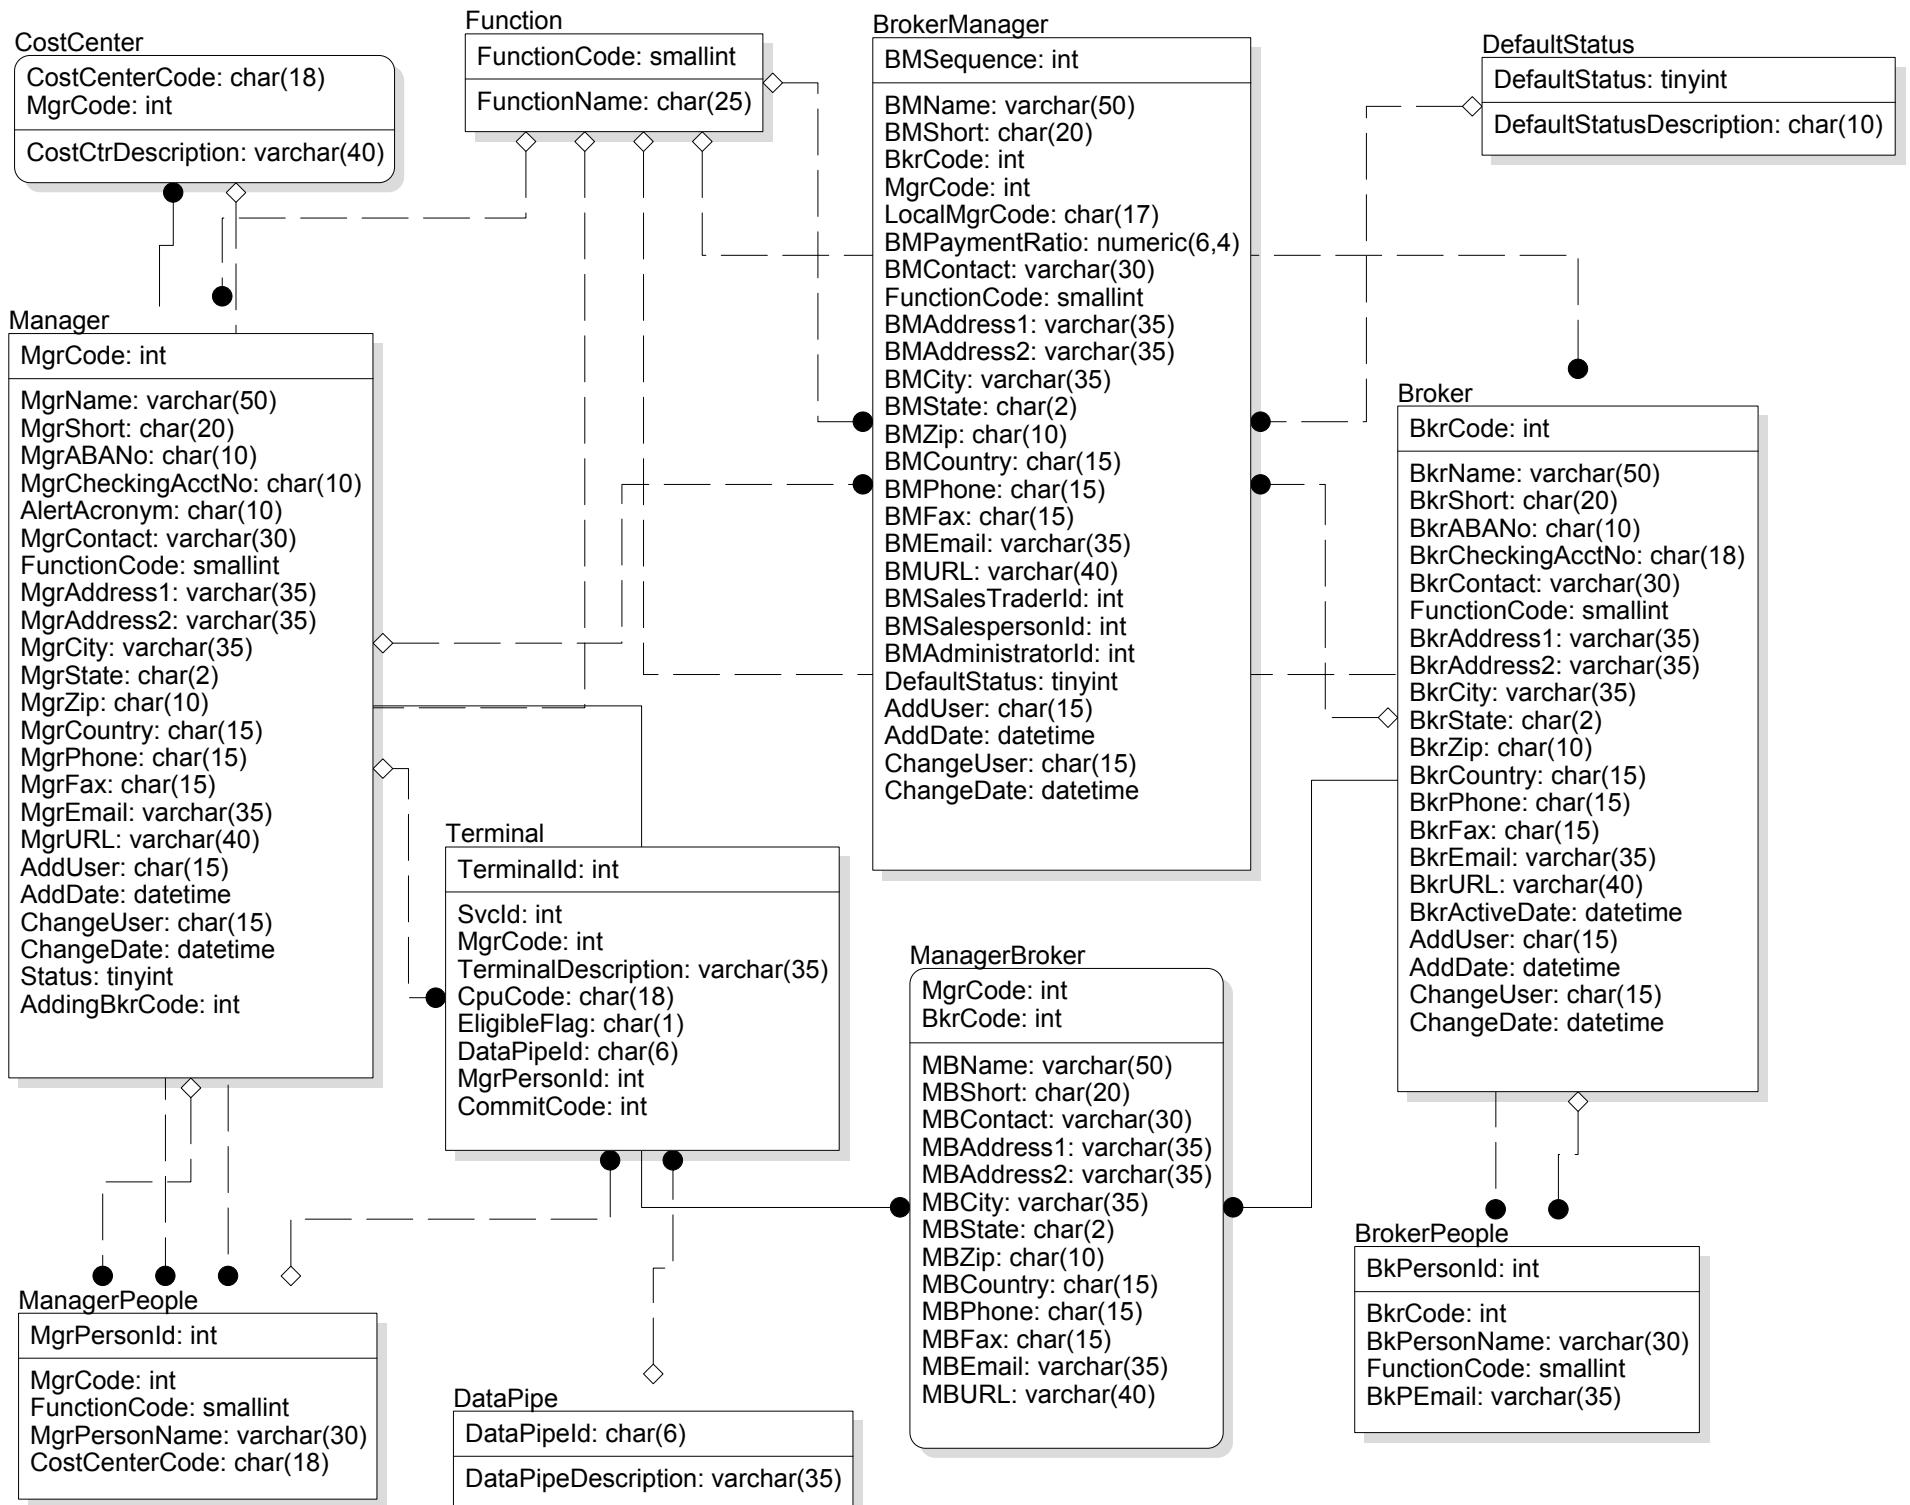 CostCenter
CostCenterCode: char(18)
MgrCode: int
CostCtrDescription: varchar(40)
Function
FunctionCode: smallint
FunctionName: char(25)
BrokerManager
BMSequence: int
BMName: varchar(50)
BMShort: char(20)
BkrCode: int
MgrCode: int
LocalMgrCode: char(17)
BMPaymentRatio: numeric(6,4)
BMContact: varchar(30)
FunctionCode: smallint
BMAddress1: varchar(35)
BMAddress2: varchar(35)
BMCity: varchar(35)
BMState: char(2)
BMZip: char(10)
BMCountry: char(15)
BMPhone: char(15)
BMFax: char(15)
BMEmail: varchar(35)
BMURL: varchar(40)
BMSalesTraderId: int
BMSalespersonId: int
BMAdministratorId: int
DefaultStatus: tinyint
AddUser: char(15)
AddDate: datetime
ChangeUser: char(15)
ChangeDate: datetime
DefaultStatus
DefaultStatus: tinyint
DefaultStatusDescription: char(10)
Manager
MgrCode: int
MgrName: varchar(50)
MgrShort: char(20)
MgrABANo: char(10)
MgrCheckingAcctNo: char(10)
AlertAcronym: char(10)
MgrContact: varchar(30)
FunctionCode: smallint
MgrAddress1: varchar(35)
MgrAddress2: varchar(35)
MgrCity: varchar(35)
MgrState: char(2)
MgrZip: char(10)
MgrCountry: char(15)
MgrPhone: char(15)
MgrFax: char(15)
MgrEmail: varchar(35)
MgrURL: varchar(40)
AddUser: char(15)
AddDate: datetime
ChangeUser: char(15)
ChangeDate: datetime
Status: tinyint
AddingBkrCode: int
Broker
BkrCode: int
BkrName: varchar(50)
BkrShort: char(20)
BkrABANo: char(10)
BkrCheckingAcctNo: char(18)
BkrContact: varchar(30)
FunctionCode: smallint
BkrAddress1: varchar(35)
BkrAddress2: varchar(35)
BkrCity: varchar(35)
BkrState: char(2)
BkrZip: char(10)
BkrCountry: char(15)
BkrPhone: char(15)
BkrFax: char(15)
BkrEmail: varchar(35)
BkrURL: varchar(40)
BkrActiveDate: datetime
AddUser: char(15)
AddDate: datetime
ChangeUser: char(15)
ChangeDate: datetime
Terminal
TerminalId: int
SvcId: int
MgrCode: int
TerminalDescription: varchar(35)
CpuCode: char(18)
EligibleFlag: char(1)
DataPipeId: char(6)
MgrPersonId: int
CommitCode: int
ManagerBroker
MgrCode: int
BkrCode: int
MBName: varchar(50)
MBShort: char(20)
MBContact: varchar(30)
MBAddress1: varchar(35)
MBAddress2: varchar(35)
MBCity: varchar(35)
MBState: char(2)
MBZip: char(10)
MBCountry: char(15)
MBPhone: char(15)
MBFax: char(15)
MBEmail: varchar(35)
MBURL: varchar(40)
ManagerPeople
MgrPersonId: int
MgrCode: int
FunctionCode: smallint
MgrPersonName: varchar(30)
CostCenterCode: char(18)
DataPipe
DataPipeId: char(6)
DataPipeDescription: varchar(35)
BrokerPeople
BkPersonId: int
BkrCode: int
BkPersonName: varchar(30)
FunctionCode: smallint
BkPEmail: varchar(35)